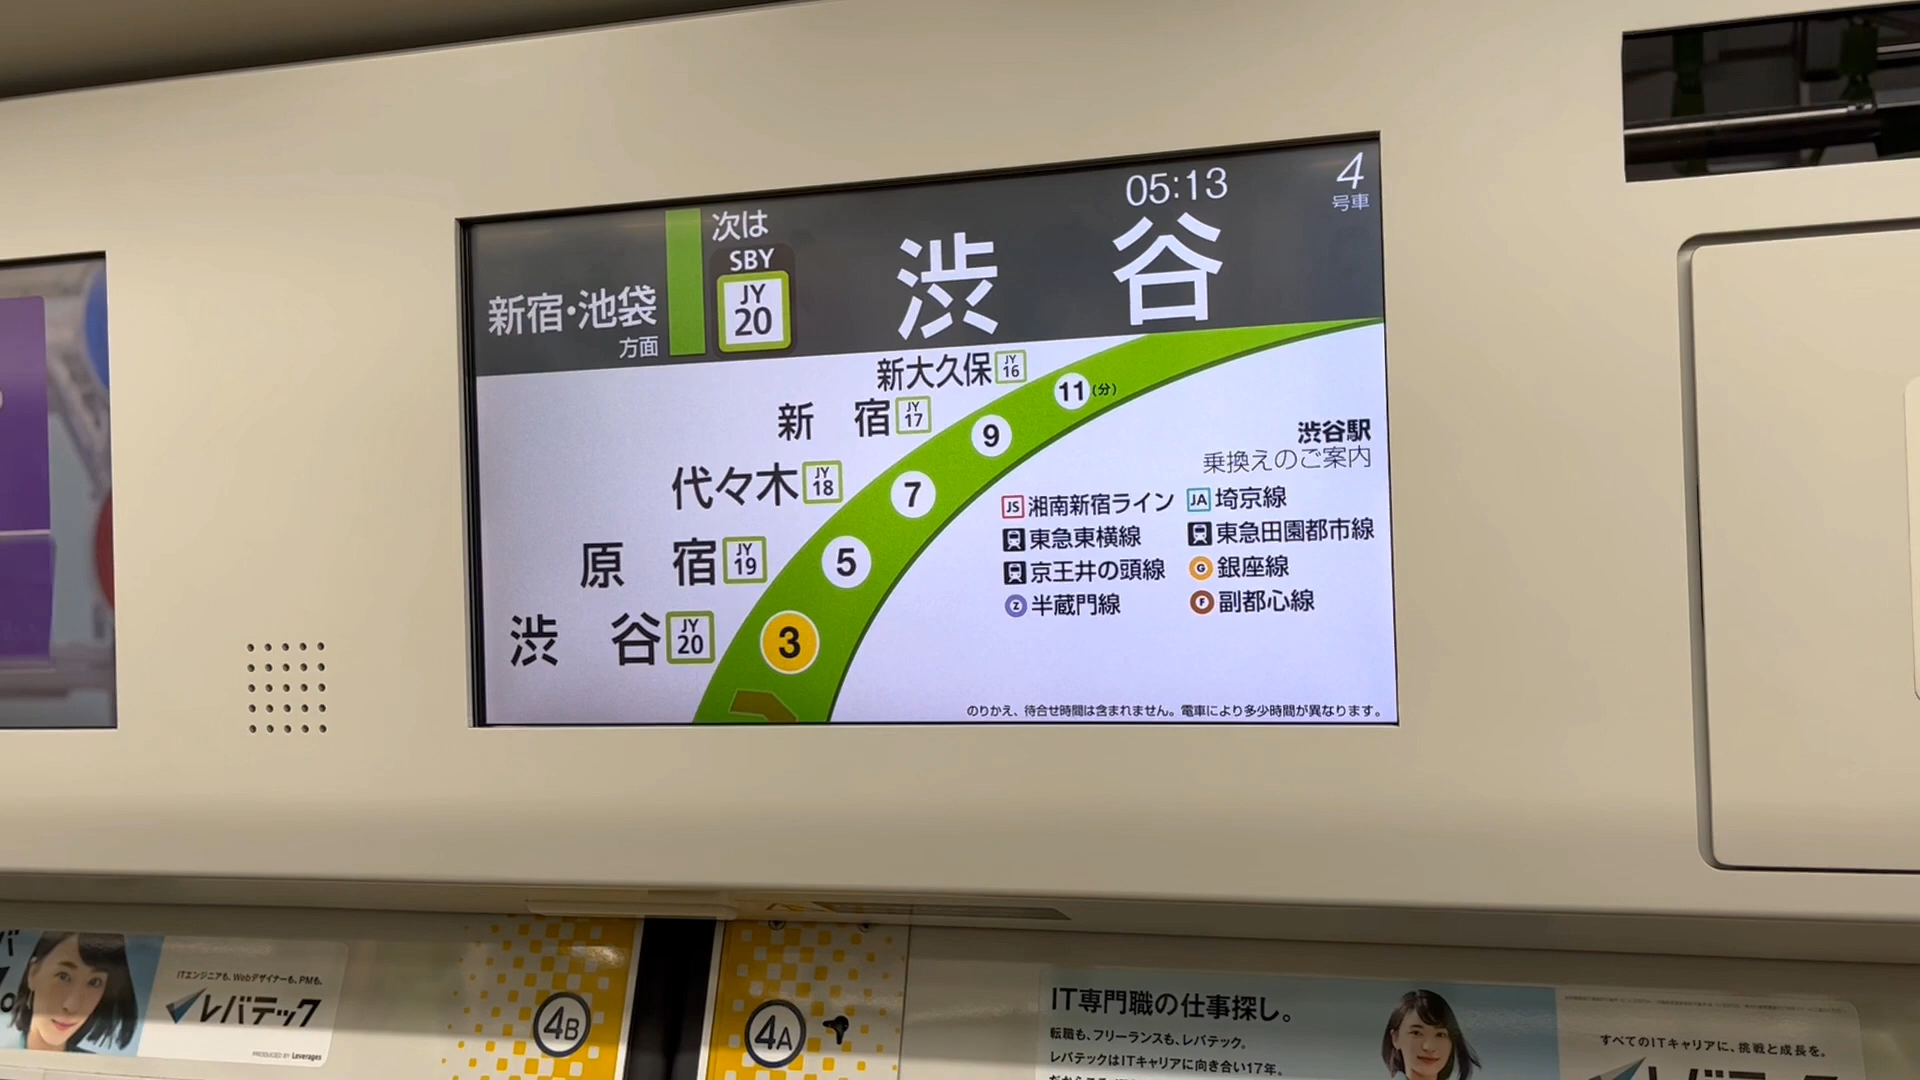 05:13
4
号車
次は
SBY
JY
20
渋谷
新宿・池袋
方面
新大久保 JY 16
11(分)
新宿 JY 17
9
代々木 JY 18
7
原宿 JY 19
5
渋谷 JY 20
3
渋谷駅
乗換えのご案内
JS 湘南新宿ライン JA 埼京線
東急東横線 東急田園都市線
京王井の頭線 G 銀座線
Z 半蔵門線 F 副都心線
のりかえ、待合せ時間は含まれません。電車により多少時間が異なります。
ITエンジニアも、Webデザイナーも、PMも、
レバテック
PRODUCED BY Leverages
4B
4A
IT専門職の仕事探し。
転職も、フリーランスも、レバテック。
レバテックはITキャリアに向き合い17年。
すべてのITキャリアに、挑戦と成長を。
レバテック